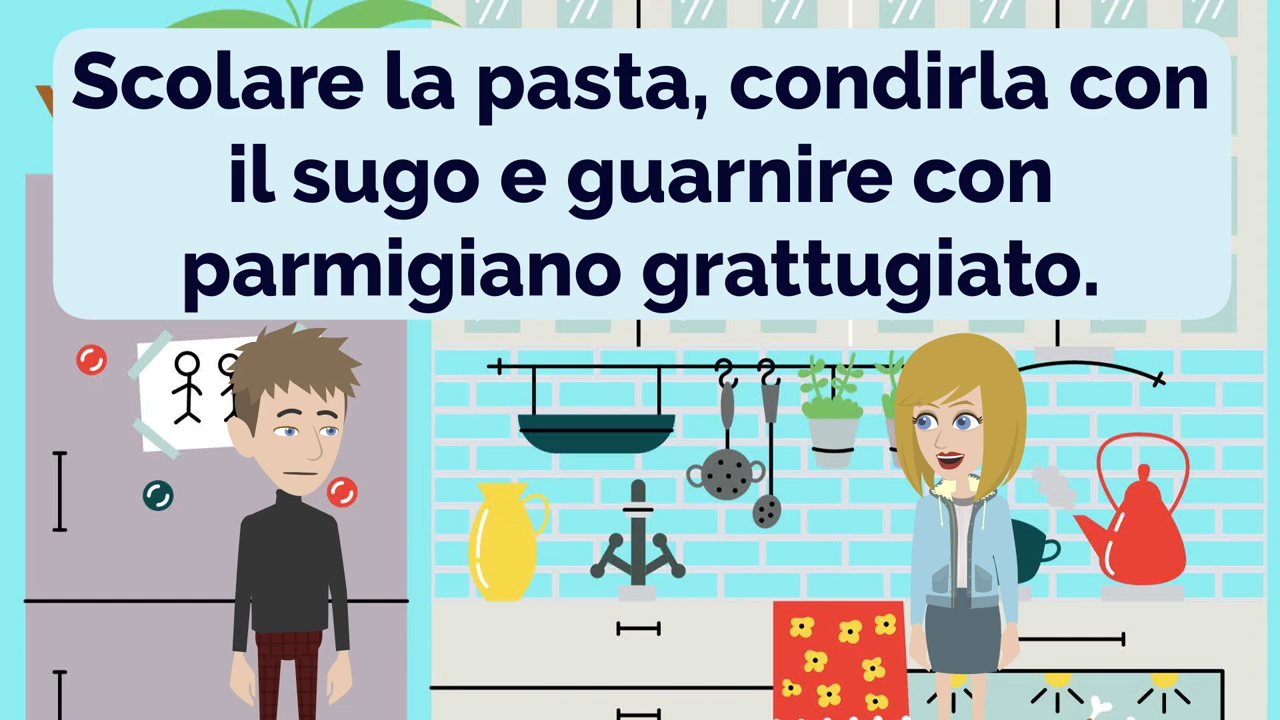 Scolare la pasta, condirla con
il sugo e guarnire con
parmigiano grattugiato.